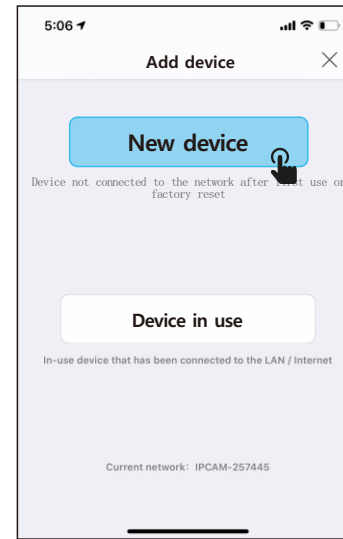 5:06
Add device
New device
Device not connected to the network after first use or
factory reset
Device in use
In-use device that has been connected to the LAN / Internet
Current network: IPCAM-257445